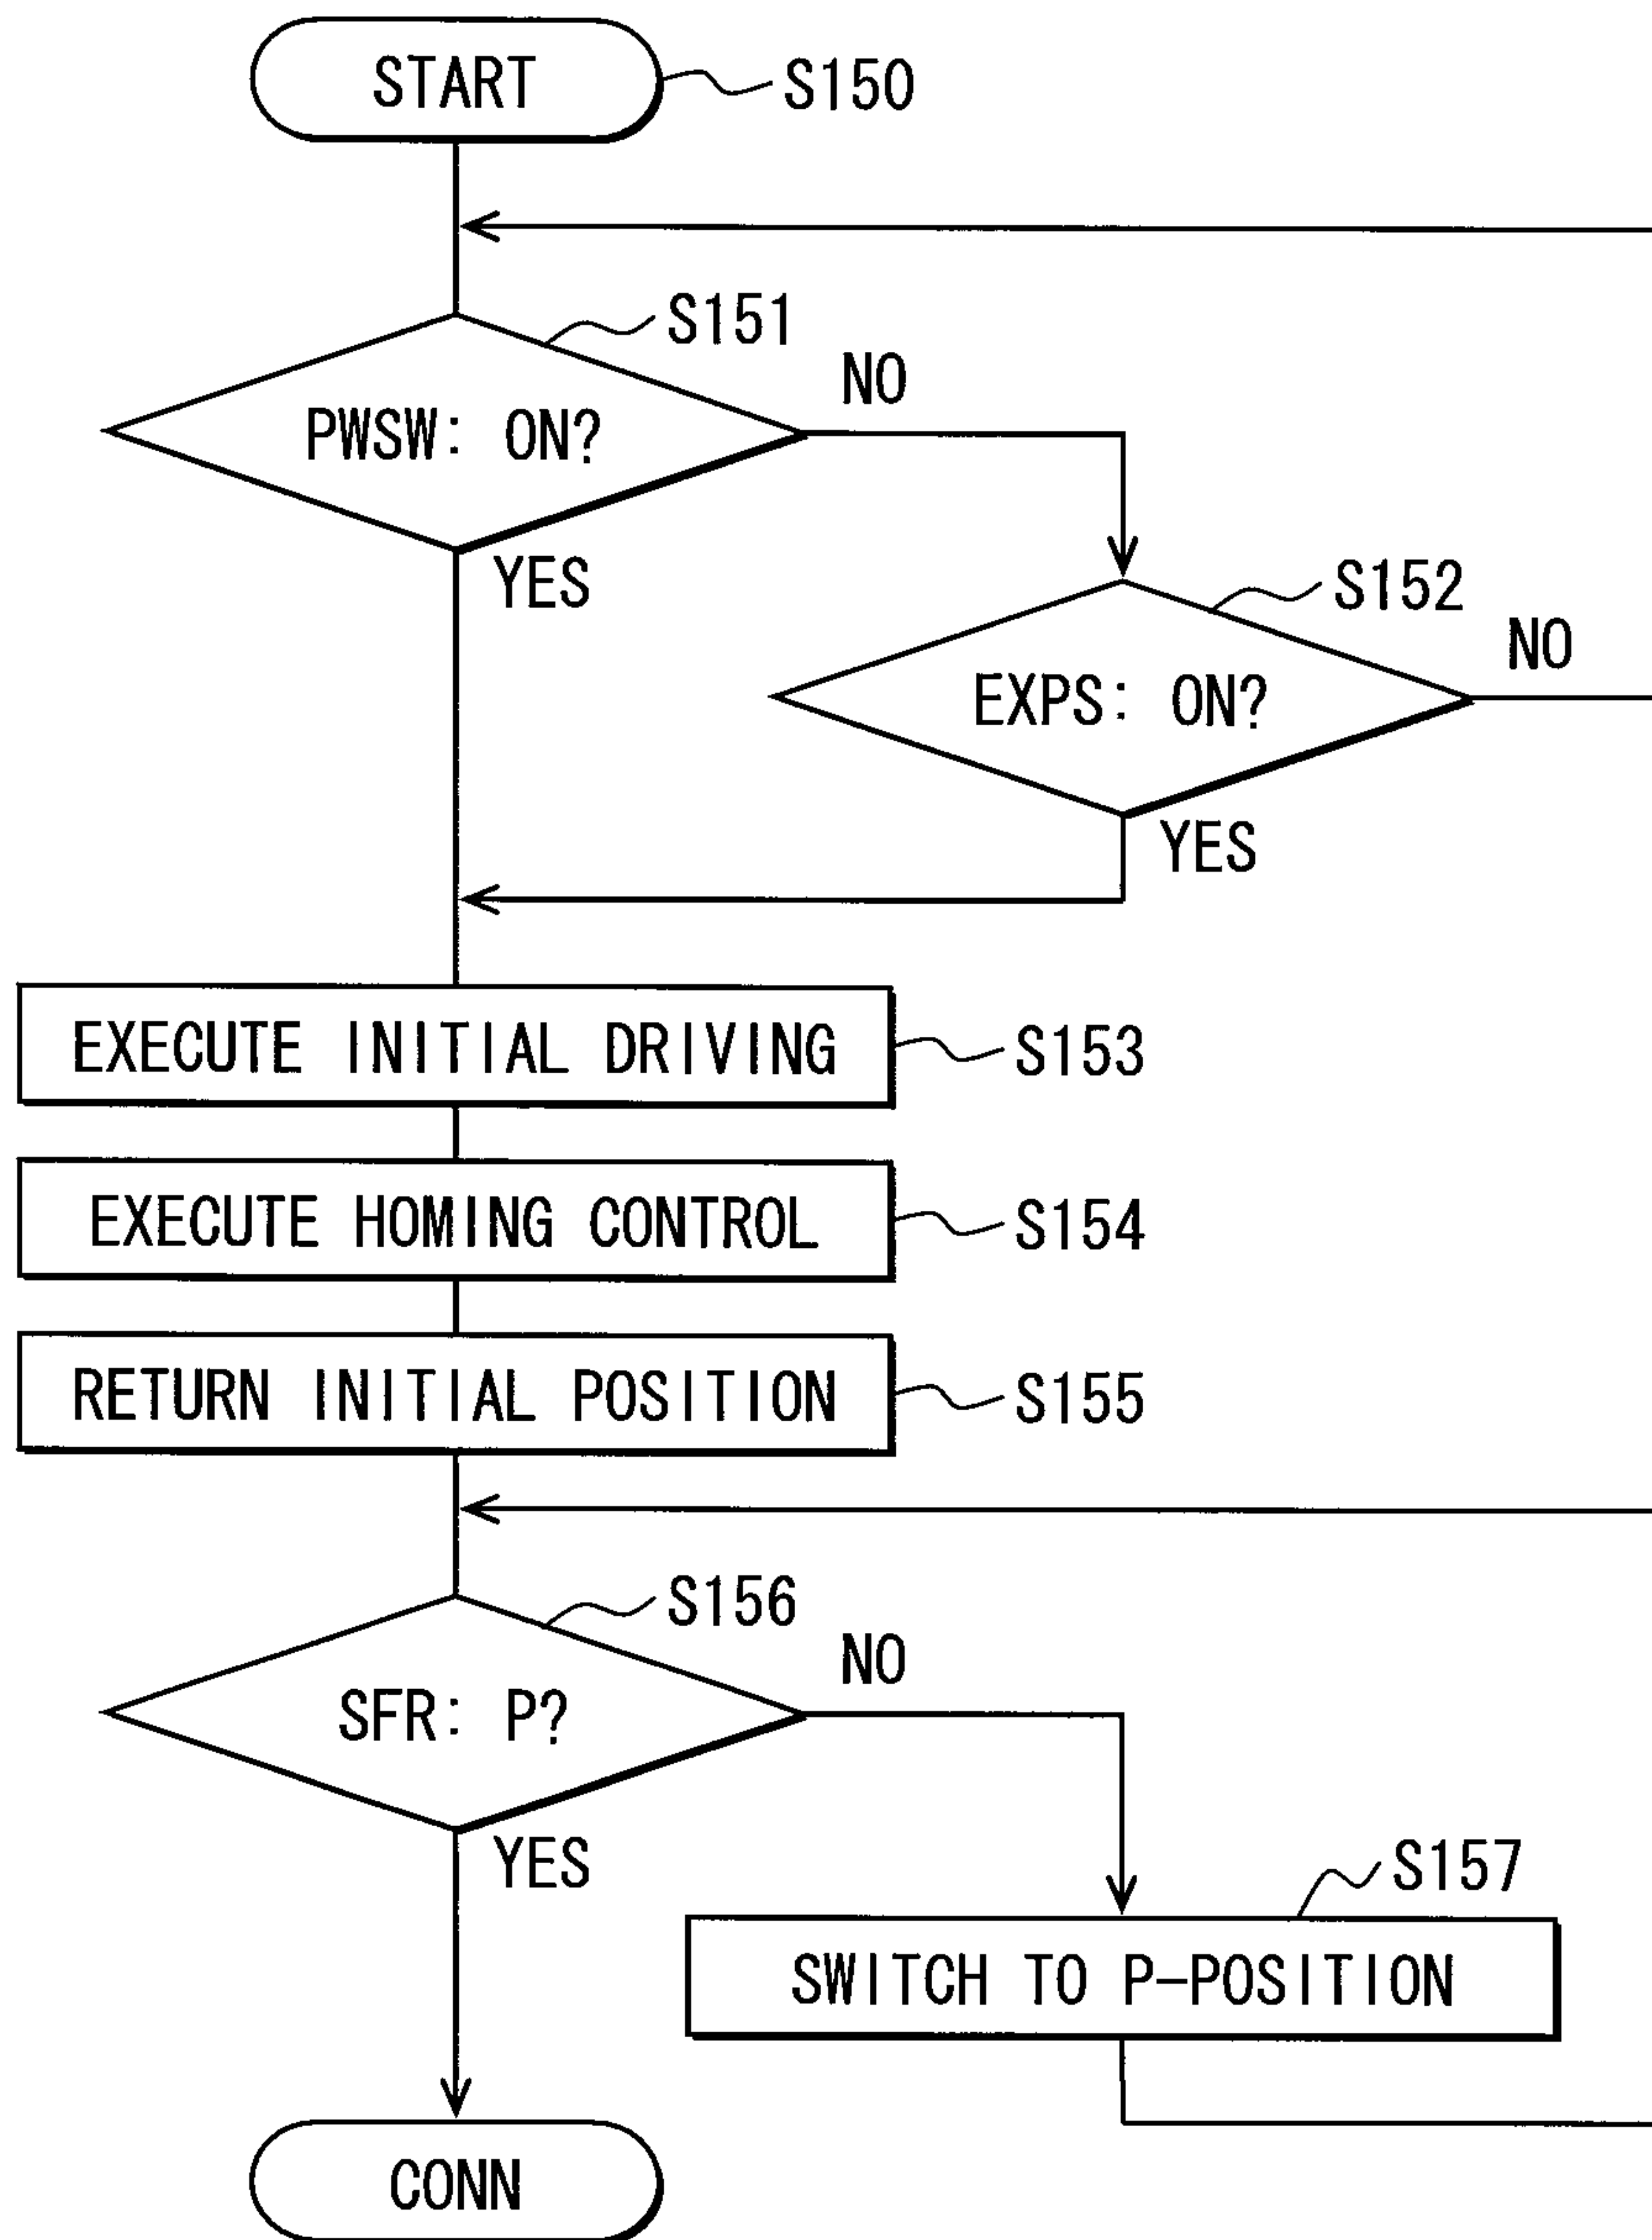 START
S150
S151
PWSW: ON?
NO
YES
S152
EXPS: ON?
NO
YES
EXECUTE INITIAL DRIVING
S153
EXECUTE HOMING CONTROL
S154
RETURN INITIAL POSITION
S155
S156
SFR: P?
NO
YES
S157
SWITCH TO P-POSITION
CONN